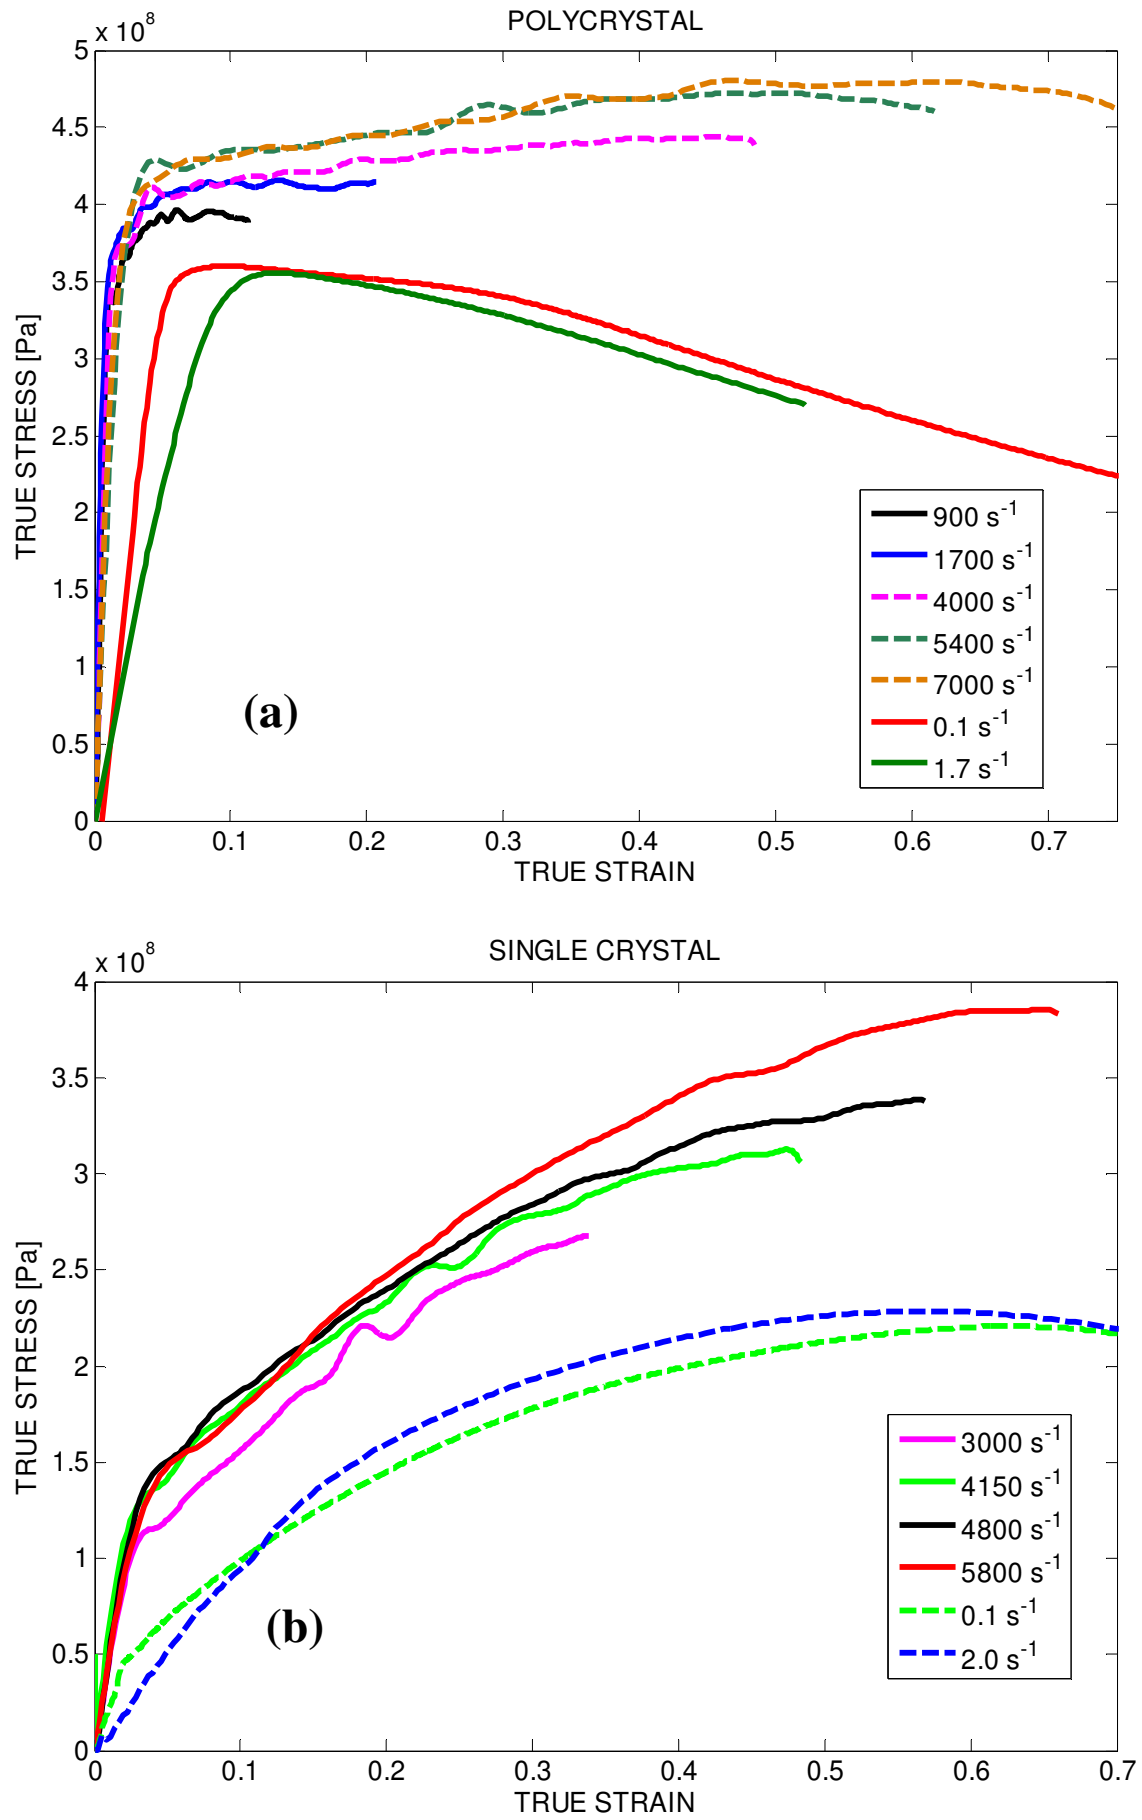 POLYCRYSTAL
x 10^8
5
4.5
4
3.5
3
2.5
2
1.5
1
0.5
0
TRUE STRESS [Pa]
900 s^-1
1700 s^-1
4000 s^-1
5400 s^-1
7000 s^-1
0.1 s^-1
1.7 s^-1
(a)
0 0.1 0.2 0.3 0.4 0.5 0.6 0.7
TRUE STRAIN
SINGLE CRYSTAL
x 10^8
4
3.5
3
2.5
2
1.5
1
0.5
0
TRUE STRESS [Pa]
3000 s^-1
4150 s^-1
4800 s^-1
5800 s^-1
0.1 s^-1
2.0 s^-1
(b)
0 0.1 0.2 0.3 0.4 0.5 0.6 0.7
TRUE STRAIN